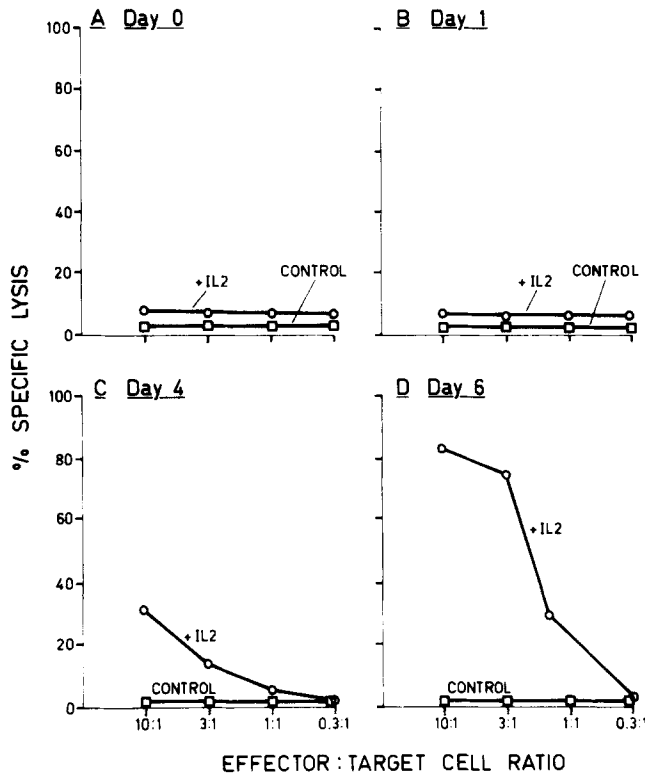 A Day 0
B Day 1
100
80
60
40
20
0
+IL2
CONTROL
+IL2
CONTROL
% SPECIFIC LYSIS
C Day 4
D Day 6
100
80
60
40
20
0
+IL2
CONTROL
+IL2
CONTROL
10:1 3:1 1:1 0.3:1
10:1 3:1 1:1 0.3:1
EFFECTOR : TARGET CELL RATIO